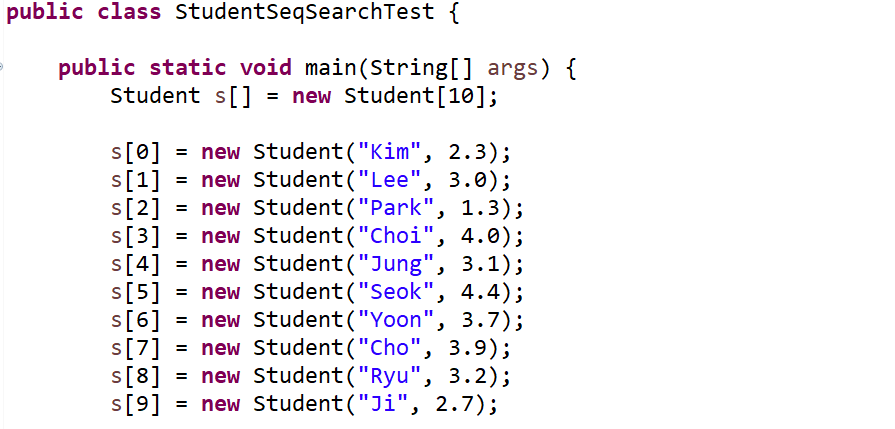 public class StudentSeqSearchTest {
public static void main(String[] args) {
Student s[] = new Student[10];
s[0] = new Student("Kim", 2.3);
s[1] = new Student("Lee", 3.0);
s[2] = new Student("Park", 1.3);
s[3] = new Student("Choi", 4.0);
s[4] = new Student("Jung", 3.1);
s[5] = new Student("Seok", 4.4);
s[6] = new Student("Yoon", 3.7);
s[7] = new Student("Cho", 3.9);
s[8] = new Student("Ryu", 3.2);
s[9] = new Student("Ji", 2.7);